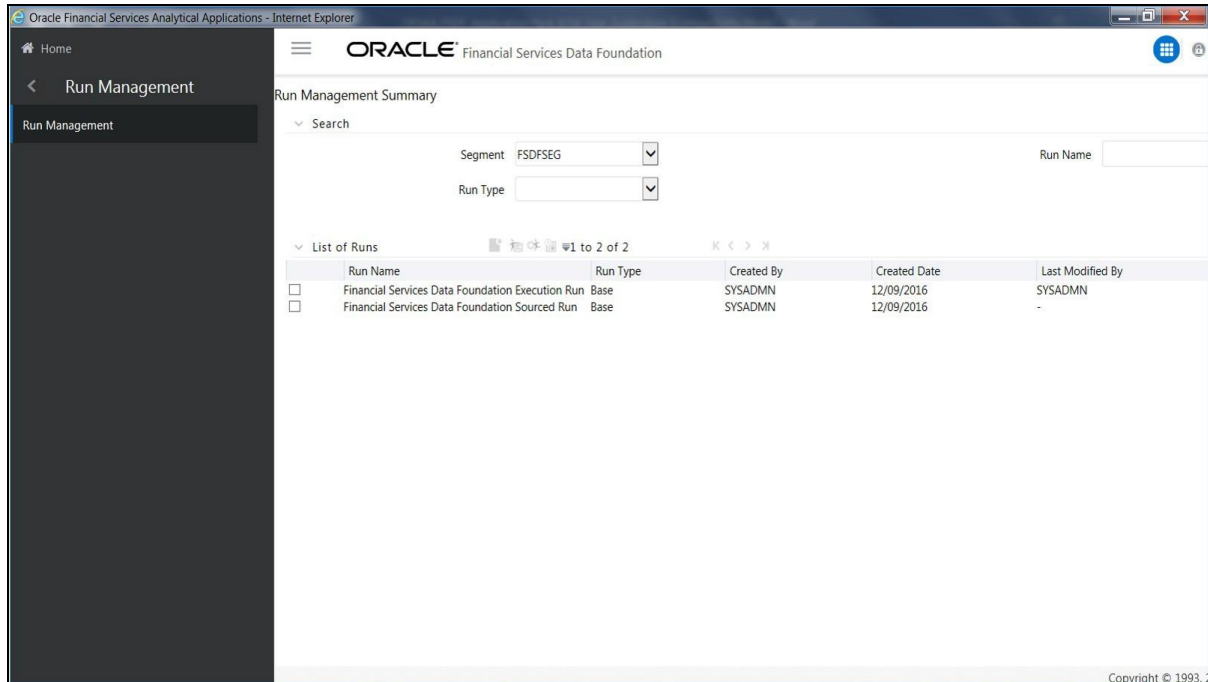 Oracle Financial Services Analytical Applications - Internet Explorer
Home
ORACLE Financial Services Data Foundation
Run Management
Run Management
Run Management Summary
Search
Segment FSDFSEG Run Name
Run Type
List of Runs 1 to 2 of 2
Run Name Run Type Created By Created Date Last Modified By
Financial Services Data Foundation Execution Run Base SYSADMN 12/09/2016 SYSADMN
Financial Services Data Foundation Sourced Run Base SYSADMN 12/09/2016 -
Copyright © 1993, 2